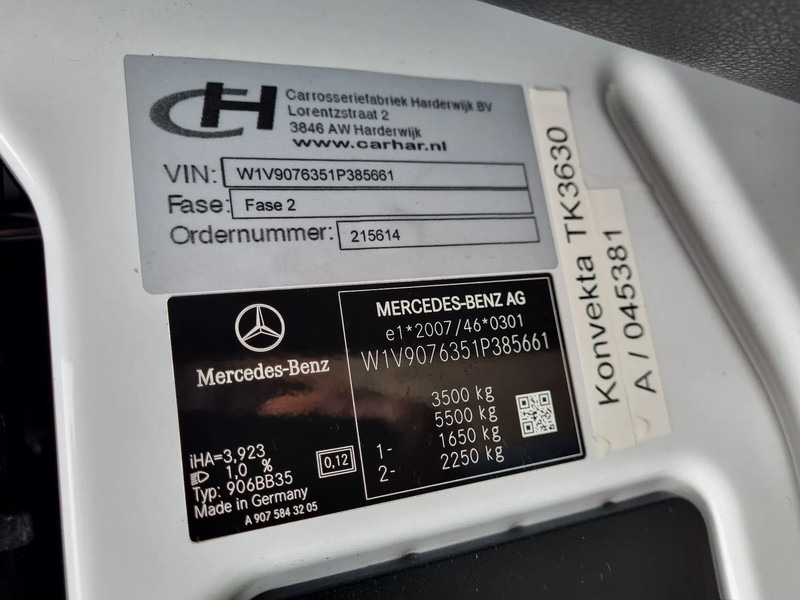 CH
Carrosseriefabriek Harderwijk BV
Lorentzstraat 2
3846 AW Harderwijk
www.carhar.nl
VIN: W1V9076351P385661
Fase: Fase 2
Ordernummer: 215614
Mercedes-Benz
iHA=3,923
1,0 %
Typ: 906BB35
Made in Germany
A 907 584 32 05
0,12
MERCEDES-BENZ AG
e1*2007/46*0301
W1V9076351P385661
3500 kg
5500 kg
1- 1650 kg
2- 2250 kg
Konvekta TK3630
A / 045381